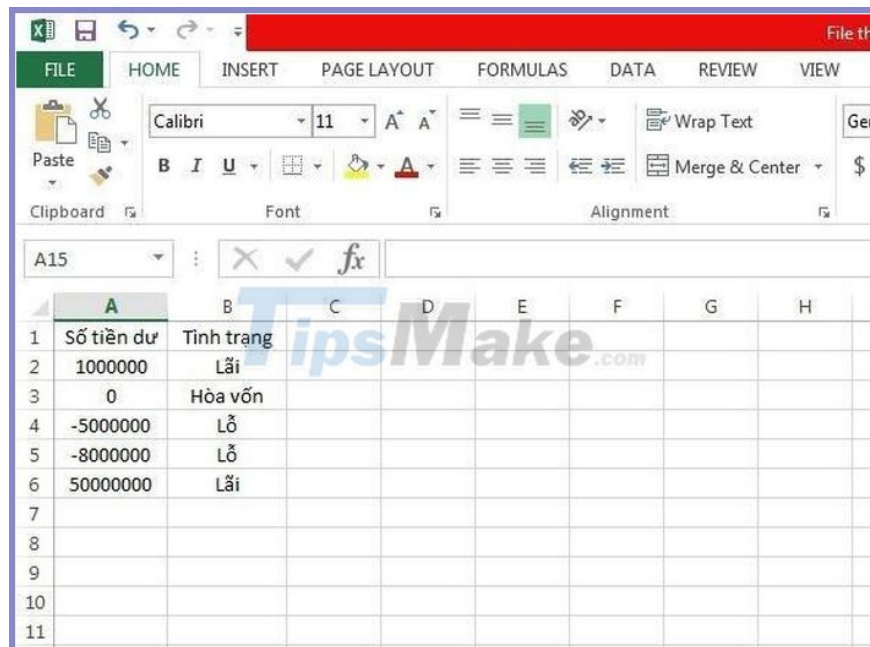 File th
FILE HOME INSERT PAGE LAYOUT FORMULAS DATA REVIEW VIEW
Calibri 11 A A Wrap Text Ger
Paste B I U A Merge & Center $
Clipboard Font Alignment
A15 fx
A B C D E F G H
TipsMake.com
1 Số tiền dư Tình trạng
2 1000000 Lãi
3 0 Hòa vốn
4 -5000000 Lỗ
5 -8000000 Lỗ
6 50000000 Lãi
7
8
9
10
11